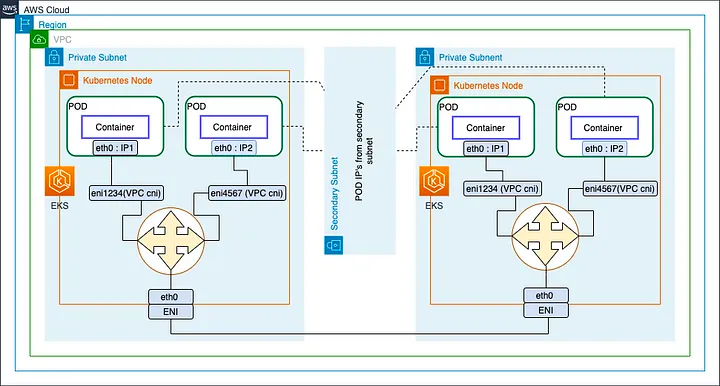 aws
AWS Cloud
Region
VPC
Private Subnet
Kubernetes Node
POD
Container
eth0 : IP1
POD
Container
eth0 : IP2
eni1234(VPC cni)
eni4567 (VPC cni)
EKS
eth0
ENI
Secondary Subnet
POD IP's from secondary
subnet
Private Subnent
Kubernetes Node
POD
Container
eth0 : IP1
POD
Container
eth0 : IP2
eni1234 (VPC cni)
eni4567(VPC cni)
EKS
eth0
ENI